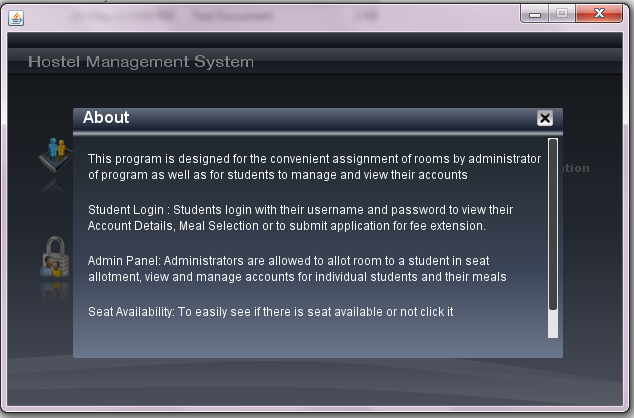 Hostel Management System
About
This program is designed for the convenient assignment of rooms by administrator
of program as well as for students to manage and view their accounts
Student Login : Students login with their username and password to view their
Account Details, Meal Selection or to submit application for fee extension.
Admin Panel: Administrators are allowed to allot room to a student in seat
allotment, view and manage accounts for individual students and their meals
Seat Availability: To easily see if there is seat available or not click it